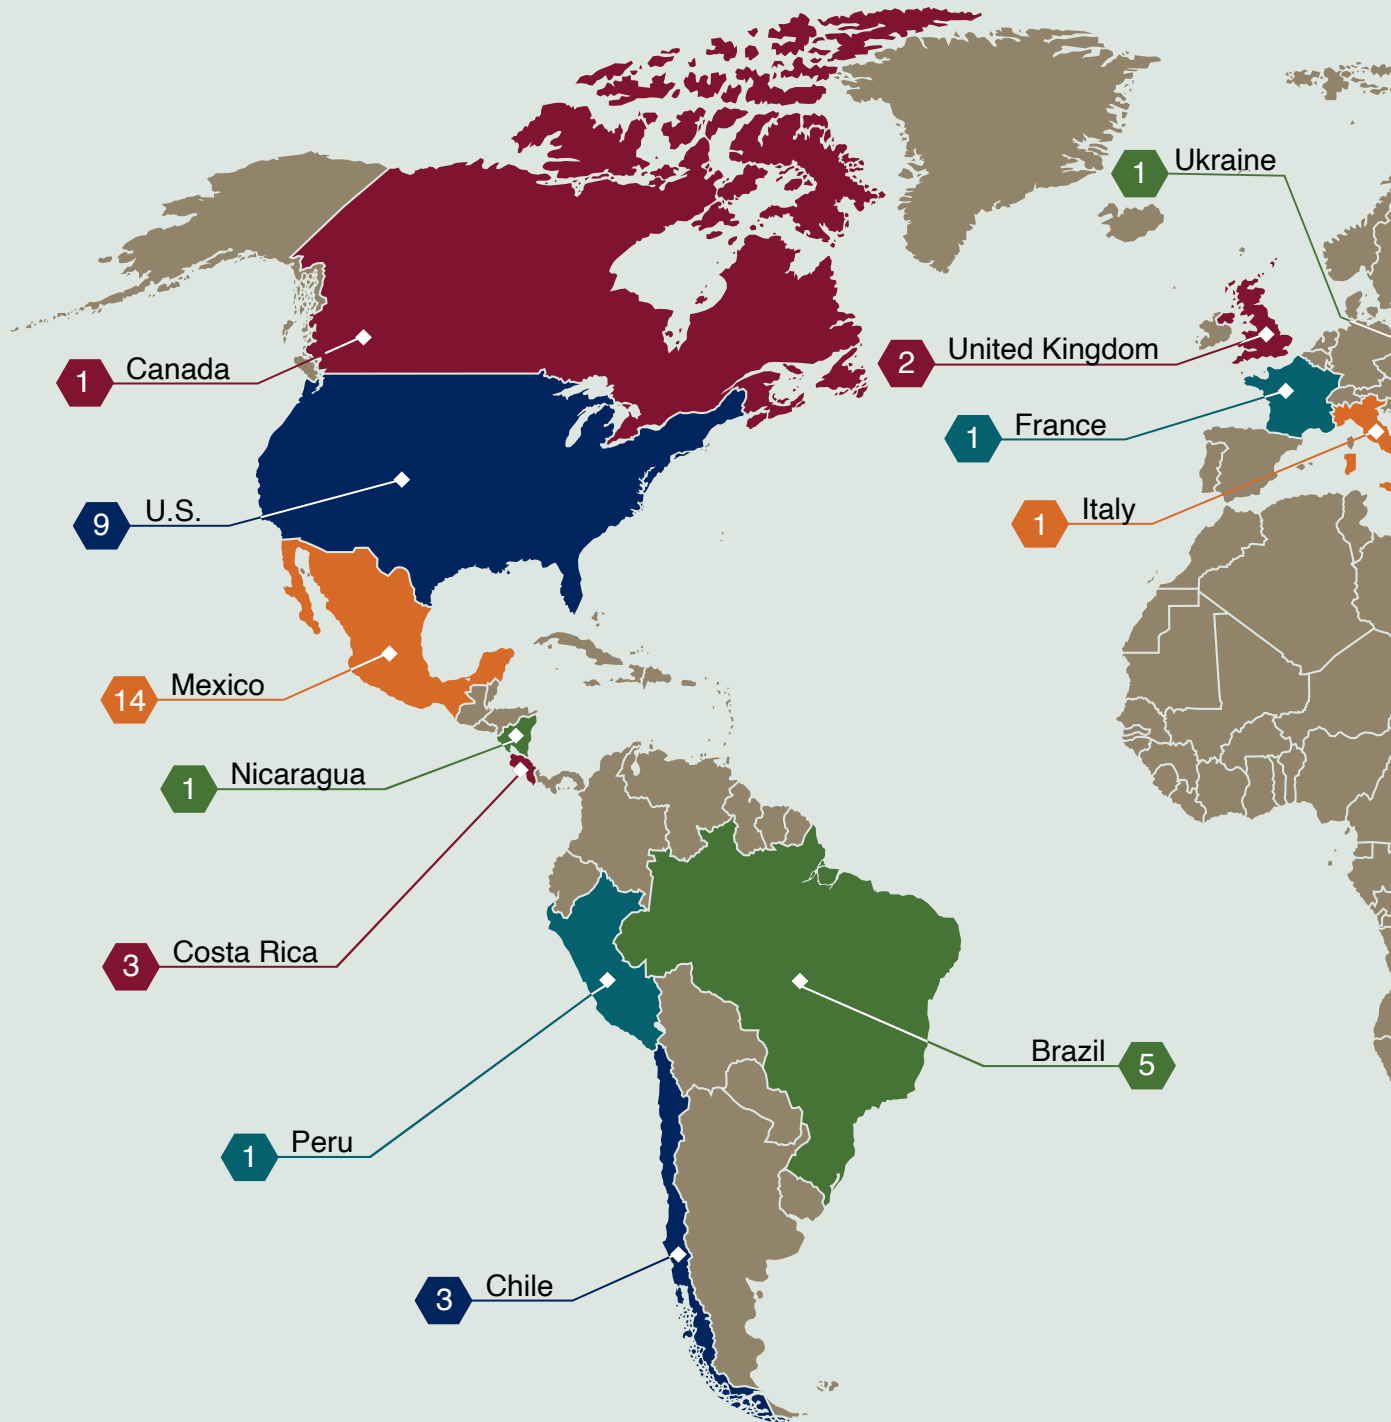 1 Ukraine
1 Canada
2 United Kingdom
1 France
9 U.S.
1 Italy
14 Mexico
1 Nicaragua
3 Costa Rica
Brazil 5
1 Peru
3 Chile